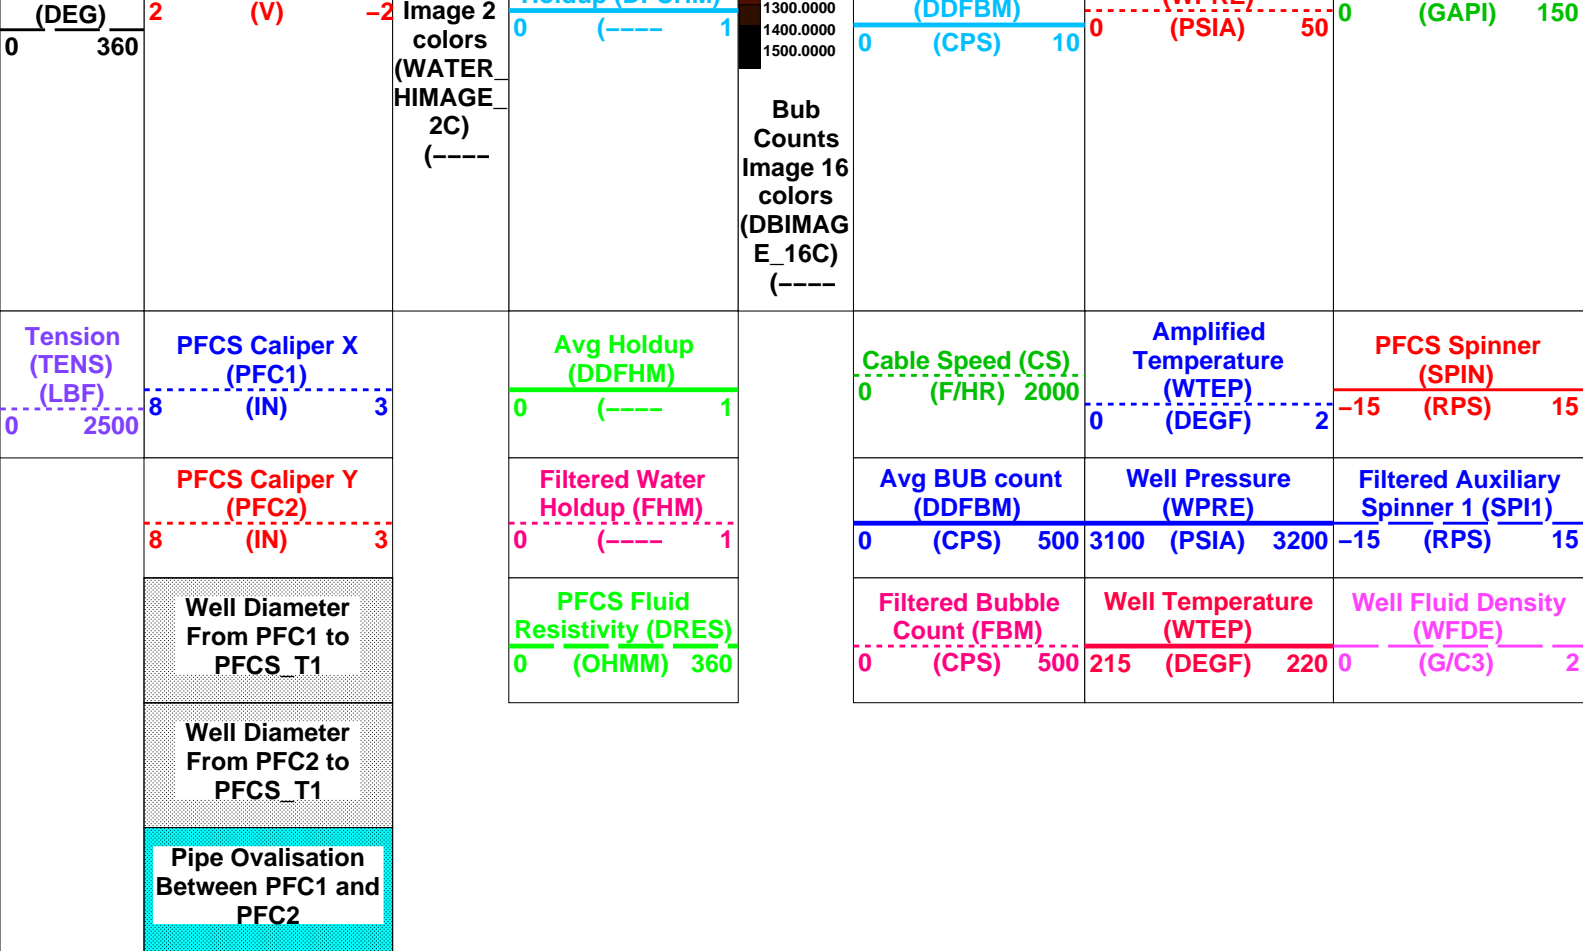 (DEG)
0 360
2 (V) −2
Image 2
colors
(WATER_
HIMAGE_
2C)
(−−−−
0 (−−−− 1
1300.0000
1400.0000
1500.0000
Bub
Counts
Image 16
colors
(DBIMAG
E_16C)
(−−−−
(DDFBM)
0 (CPS) 10
(WPRE)
0 (PSIA) 50
0 (GAPI) 150
Tension
(TENS)
(LBF)
0 2500
PFCS Caliper X
(PFC1)
8 (IN) 3
Avg Holdup
(DDFHM)
0 (−−−− 1
Cable Speed (CS)
0 (F/HR) 2000
Amplified
Temperature
(WTEP)
0 (DEGF) 2
PFCS Spinner
(SPIN)
−15 (RPS) 15
PFCS Caliper Y
(PFC2)
8 (IN) 3
Filtered Water
Holdup (FHM)
0 (−−−− 1
Avg BUB count
(DDFBM)
0 (CPS) 500
Well Pressure
(WPRE)
3100 (PSIA) 3200
Filtered Auxiliary
Spinner 1 (SPI1)
−15 (RPS) 15
Well Diameter
From PFC1 to
PFCS_T1
PFCS Fluid
Resistivity (DRES)
0 (OHMM) 360
Filtered Bubble
Count (FBM)
0 (CPS) 500
Well Temperature
(WTEP)
215 (DEGF) 220
Well Fluid Density
(WFDE)
0 (G/C3) 2
Well Diameter
From PFC2 to
PFCS_T1
Pipe Ovalisation
Between PFC1 and
PFC2